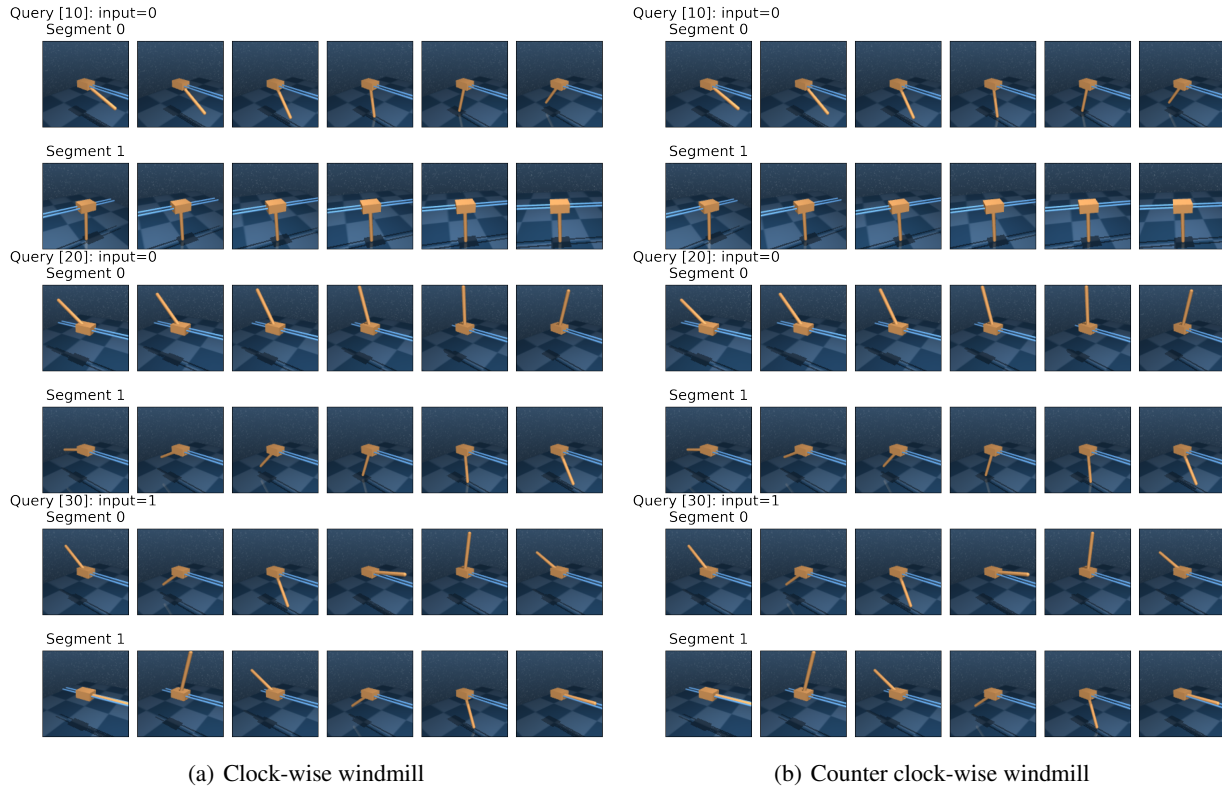 Query [10]: input=0
Segment 0
Segment 1
Query [20]: input=0
Segment 0
Segment 1
Query [30]: input=1
Segment 0
Segment 1
(a) Clock-wise windmill
Query [10]: input=0
Segment 0
Segment 1
Query [20]: input=0
Segment 0
Segment 1
Query [30]: input=1
Segment 0
Segment 1
(b) Counter clock-wise windmill